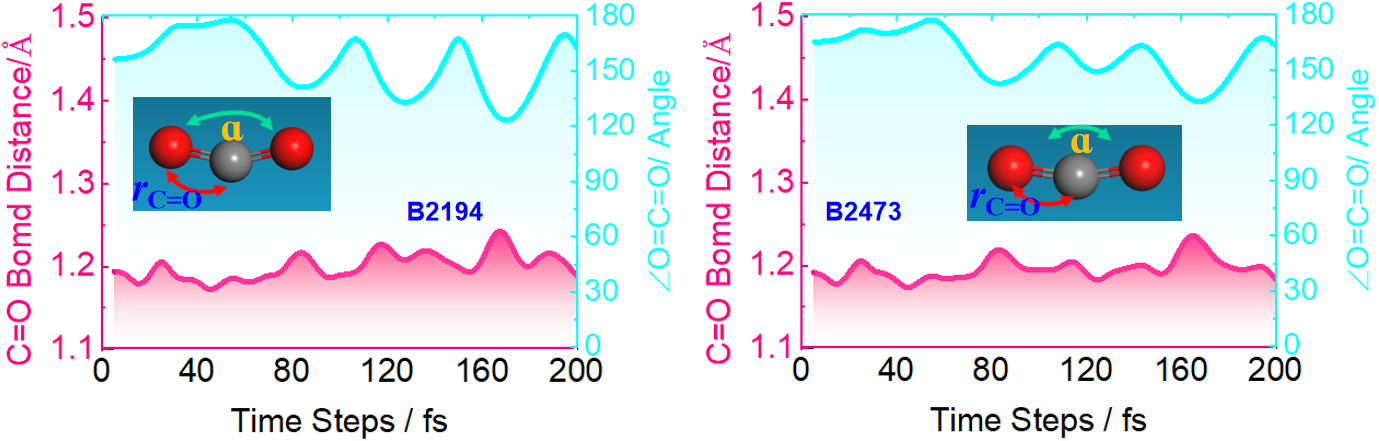 C=O Bomd Distance/Å
1.5
1.4
1.3
1.2
1.1
180
150
120
90
60
30
0
∠O=C=O/ Angle
α
rC=O
B2194
0 40 80 120 160 200
Time Steps / fs
C=O Bomd Distance/Å
1.5
1.4
1.3
1.2
1.1
180
150
120
90
60
30
0
∠O=C=O/ Angle
α
rC=O
B2473
0 40 80 120 160 200
Time Steps / fs